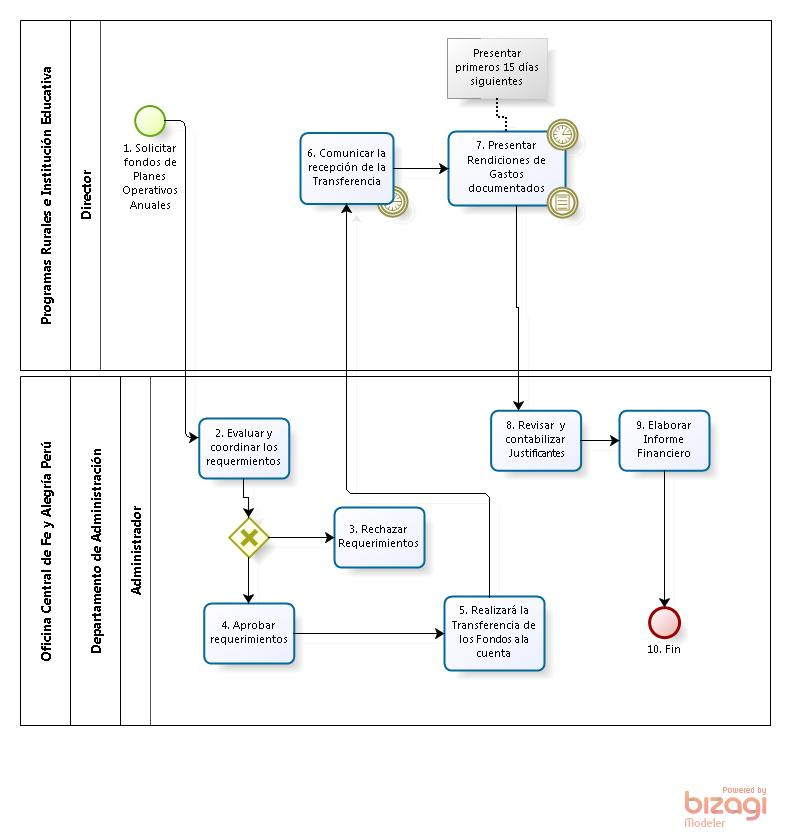 Programas Rurales e Institución Educativa
Director
1. Solicitar
fondos de
Planes
Operativos
Anuales
6. Comunicar la
recepción de la
Transferencia
Presentar
primeros 15 días
siguientes
7. Presentar
Rendiciones de
Gastos
documentados
Oficina Central de Fe y Alegría Perú
Departamento de Administración
Administrador
2. Evaluar y
coordinar los
requermientos
3. Rechazar
Requerimientos
4. Aprobar
requerimientos
5. Realizará la
Transferencia de
los Fondos a la
cuenta
8. Revisar y
contabilizar
Justificantes
9. Elaborar
Informe
Financiero
10. Fin
Powered by
bizagi
Modeler